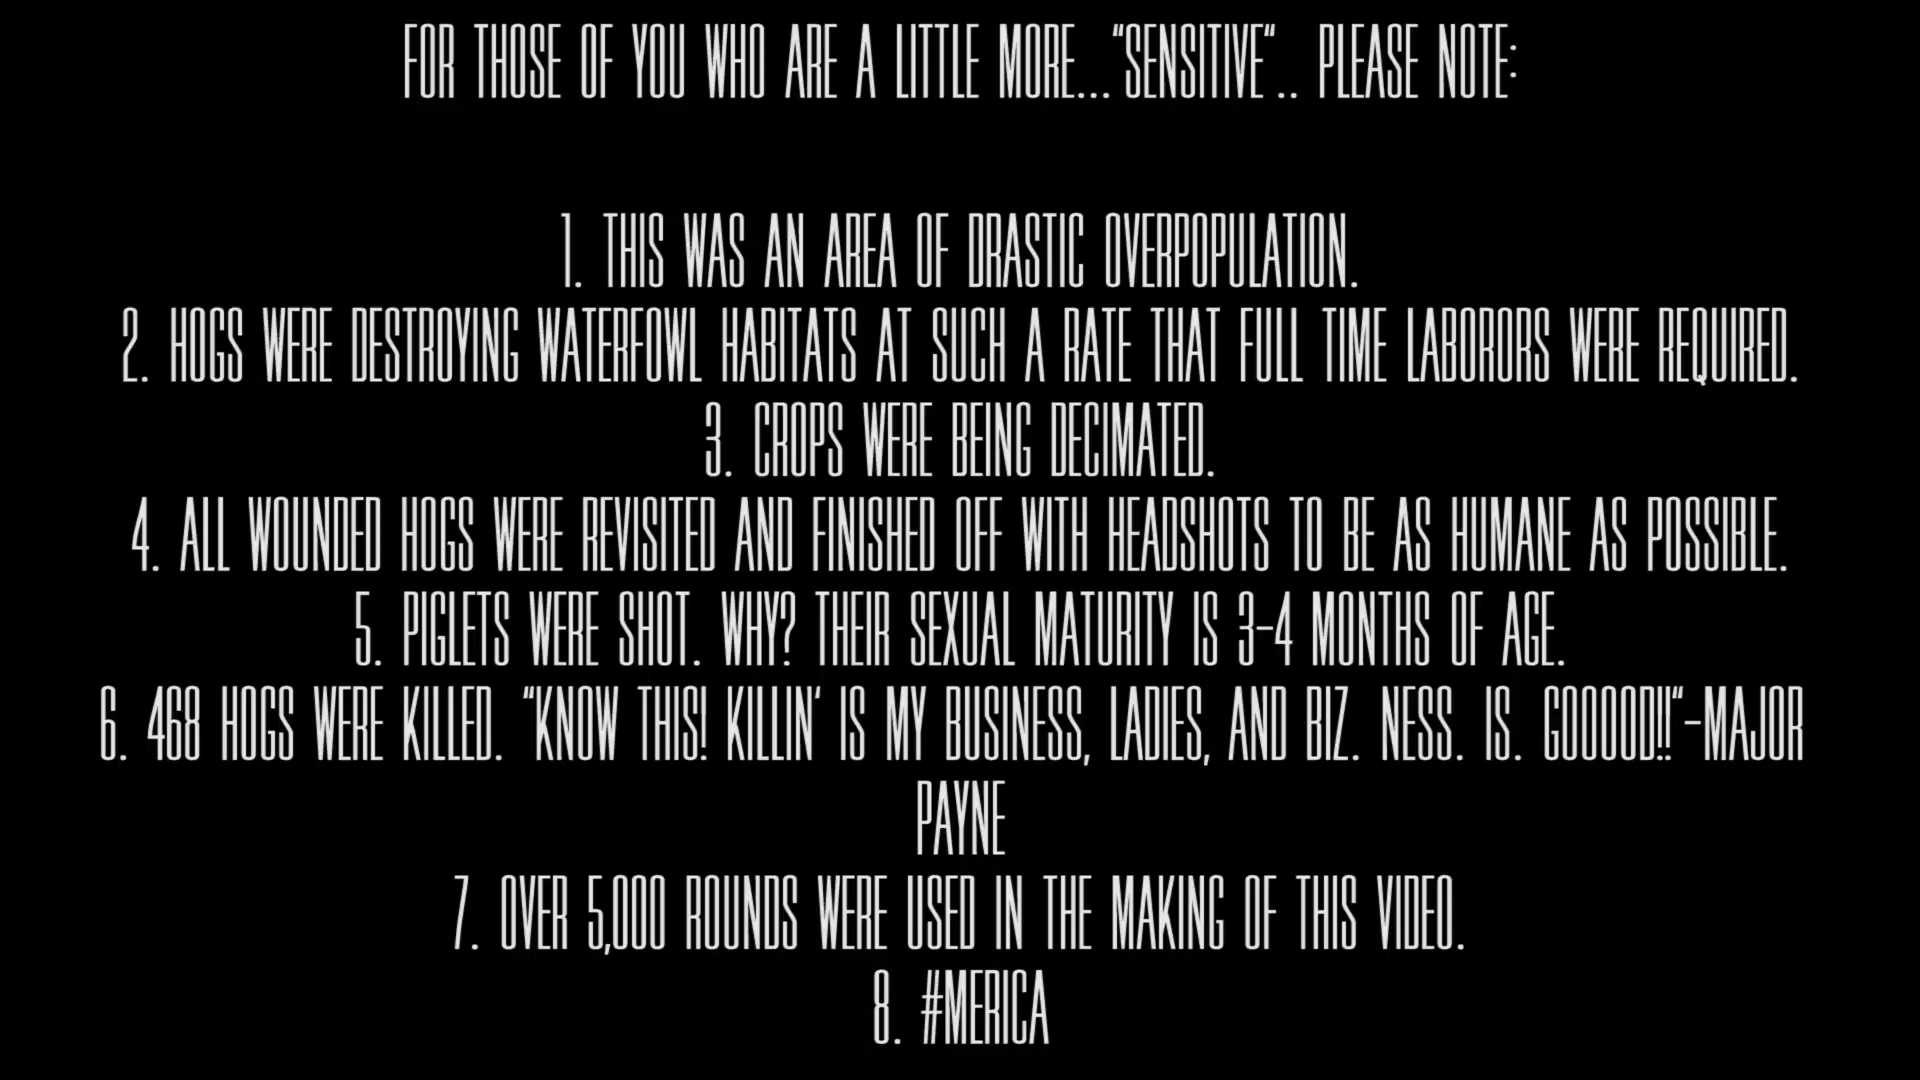 FOR THOSE OF YOU WHO ARE A LITTLE MORE..."SENSITIVE".. PLEASE NOTE:
1. THIS WAS AN AREA OF DRASTIC OVERPOPULATION.
2. HOGS WERE DESTROYING WATERFOWL HABITATS AT SUCH A RATE THAT FULL TIME LABORORS WERE REQUIRED.
3. CROPS WERE BEING DECIMATED.
4. ALL WOUNDED HOGS WERE REVISITED AND FINISHED OFF WITH HEADSHOTS TO BE AS HUMANE AS POSSIBLE.
5. PIGLETS WERE SHOT. WHY? THEIR SEXUAL MATURITY IS 3-4 MONTHS OF AGE.
6. 468 HOGS WERE KILLED. "KNOW THIS! KILLIN' IS MY BUSINESS, LADIES, AND BIZ. NESS. IS. GOOOOD!!"-MAJOR
PAYNE
7. OVER 5,000 ROUNDS WERE USED IN THE MAKING OF THIS VIDEO.
8. #MERICA